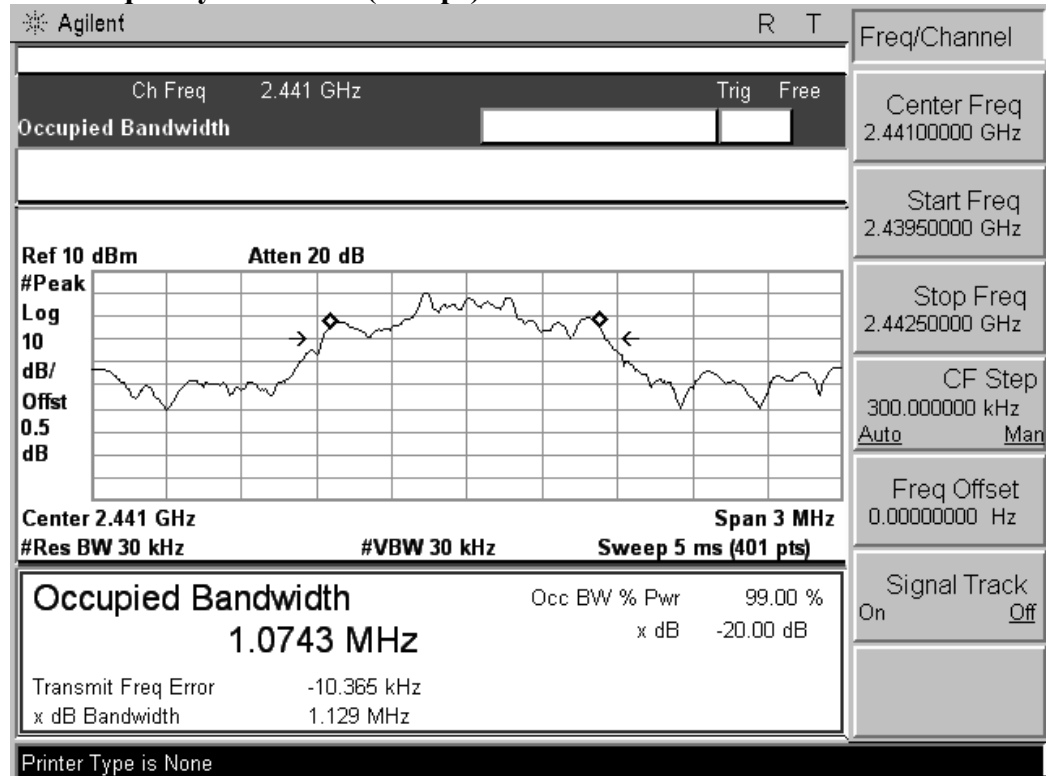 Agilent R T
Freq/Channel
Ch Freq 2.441 GHz Trig Free
Occupied Bandwidth
Center Freq
2.44100000 GHz
Start Freq
2.43950000 GHz
Stop Freq
2.44250000 GHz
CF Step
300.000000 kHz
Auto Man
Freq Offset
0.00000000 Hz
Signal Track
On Off
Ref 10 dBm Atten 20 dB
#Peak
Log
10
dB/
Offst
0.5
dB
Center 2.441 GHz Span 3 MHz
#Res BW 30 kHz #VBW 30 kHz Sweep 5 ms (401 pts)
Occupied Bandwidth Occ BW % Pwr 99.00 %
1.0743 MHz x dB -20.00 dB
Transmit Freq Error -10.365 kHz
x dB Bandwidth 1.129 MHz
Printer Type is None